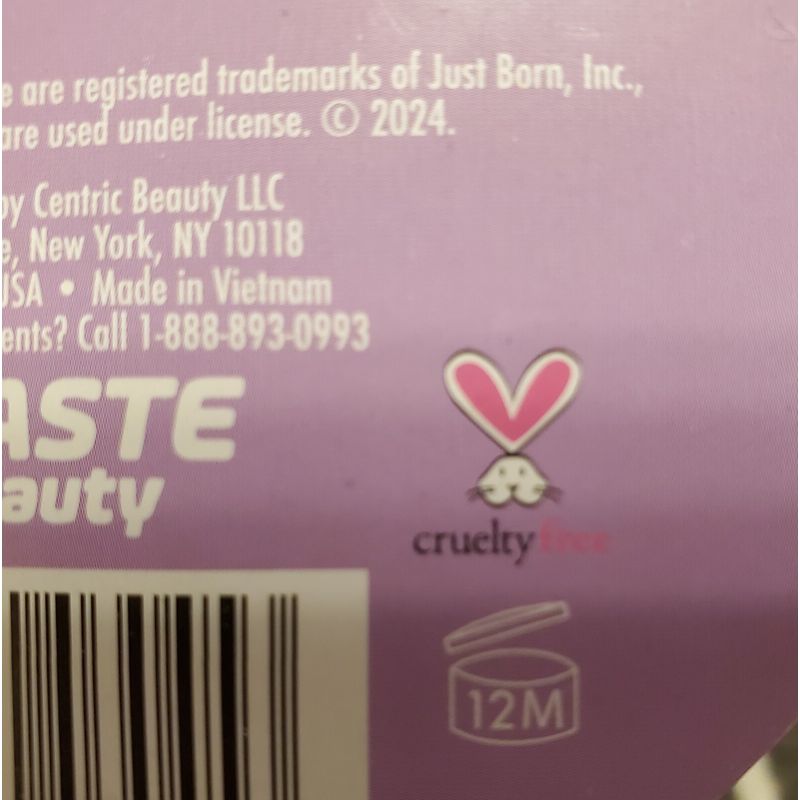 e are registered trademarks of Just Born, Inc.,
are used under license. © 2024.
by Centric Beauty LLC
e, New York, NY 10118
USA • Made in Vietnam
ents? Call 1-888-893-0993
ASTE
eauty
cruelty free
12M